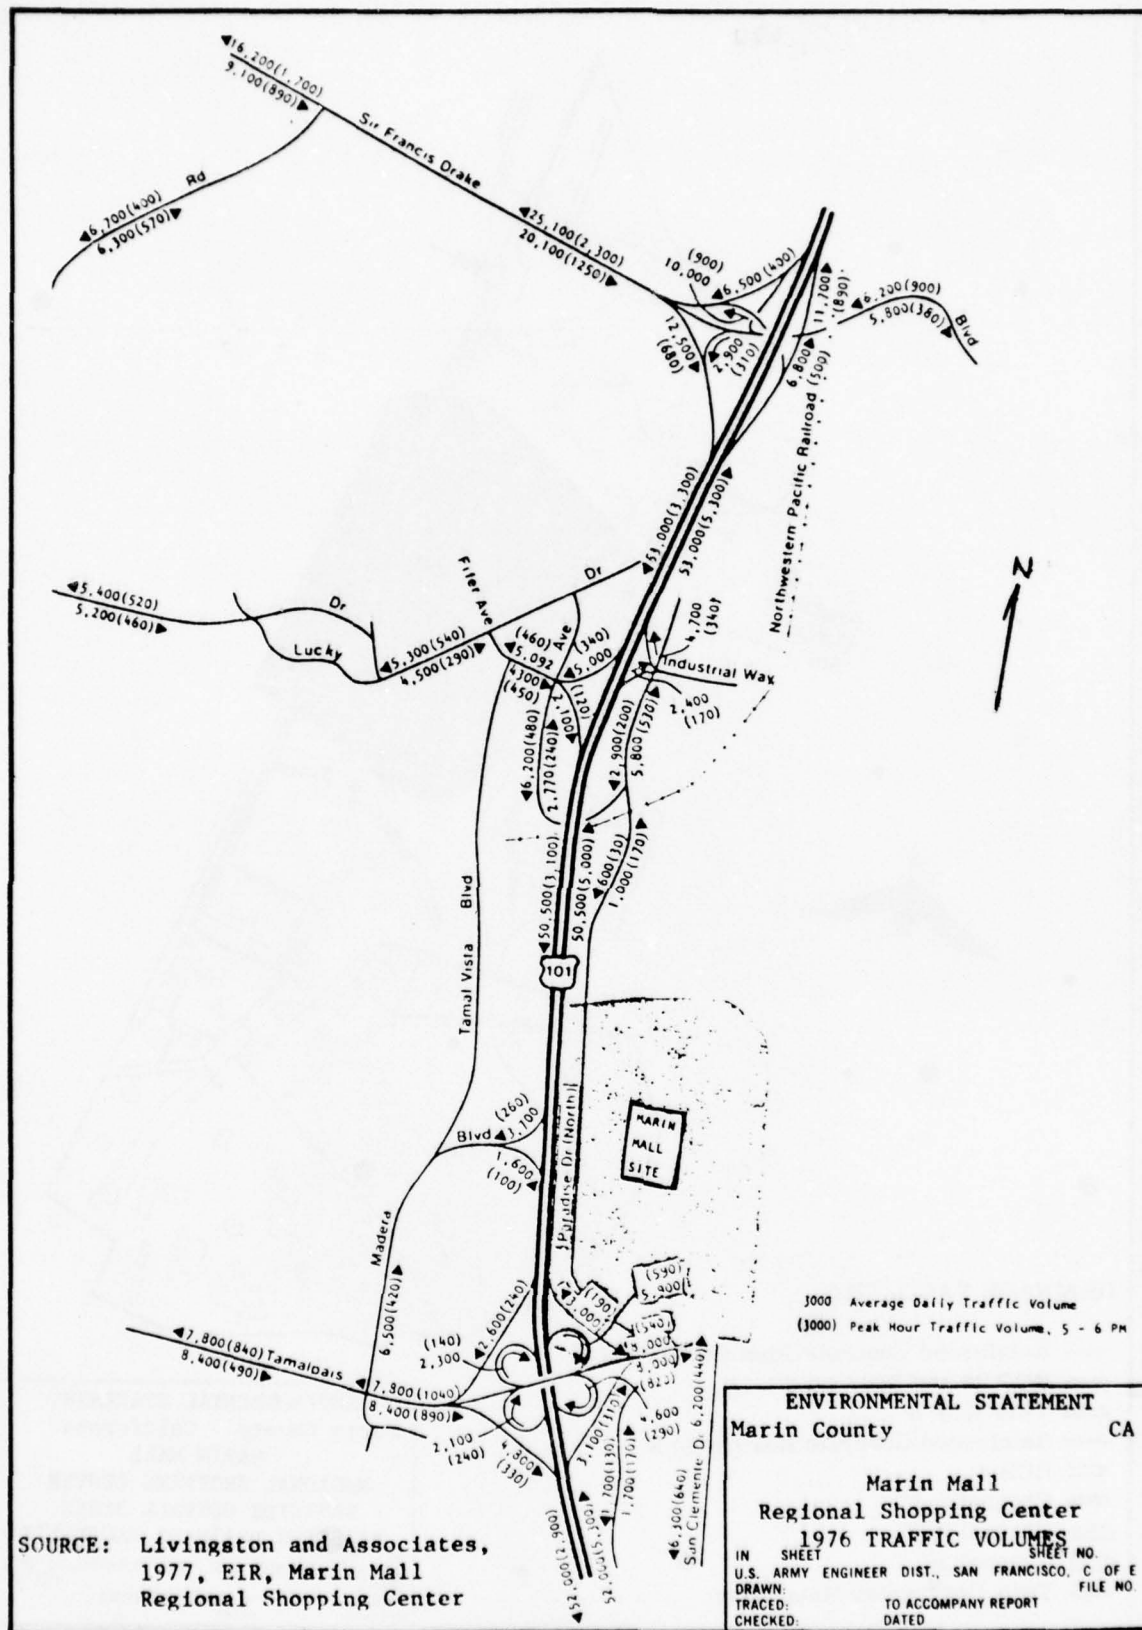 16,200(1,700)
9,100(890)
Sir Francis Drake
Rd
6,700(400)
6,300(570)
25,100(2,300)
20,100(1250)
(900)
10,000
6,500(400)
11,700
(890)
6,200(900)
5,800(360)
Blvd
12,500
(680)
2,900
(310)
6,800
(500)
Northwestern Pacific Railroad
53,000(3,300)
53,000(5,300)
N
5,400(520)
5,200(460)
Dr
Lucky
Fifer Ave
Dr
5,300(540)
4,500(290)
(460)
5,092
Ave
(340)
5,000
4300
(450)
2,100
(120)
4,700
(340)
Industrial Way
2,400
(170)
6,200(480)
2,770(240)
2,900(200)
5,800(530)
50,500(3,100)
50,500(5,000)
600(30)
1,000(170)
101
Tamal Vista Blvd
Paradise Dr (North)
MARIN
MALL
SITE
(260)
3,700
Blvd
1,600
(100)
Madera
6,500(420)
(590)
5,900
(190)
3,000
(540)
8,000
(820)
2,600(240)
(140)
2,300
7,800(840) Tamalpais
8,400(490)
7,800(1040)
8,400(890)
2,100
(240)
4,800
(330)
3,100(310)
4,600
(290)
1,700(130)
1,700(170)
6,200(440)
6,300(640)
San Clemente Dr
52,000(2,900)
52,000(5,300)
3000 Average Daily Traffic Volume
(3000) Peak Hour Traffic Volume, 5 - 6 PM
SOURCE: Livingston and Associates,
1977, EIR, Marin Mall
Regional Shopping Center
ENVIRONMENTAL STATEMENT
Marin County CA
Marin Mall
Regional Shopping Center
1976 TRAFFIC VOLUMES
IN SHEET SHEET NO.
U.S. ARMY ENGINEER DIST., SAN FRANCISCO, C OF E
DRAWN: FILE NO.
TRACED: TO ACCOMPANY REPORT
CHECKED: DATED